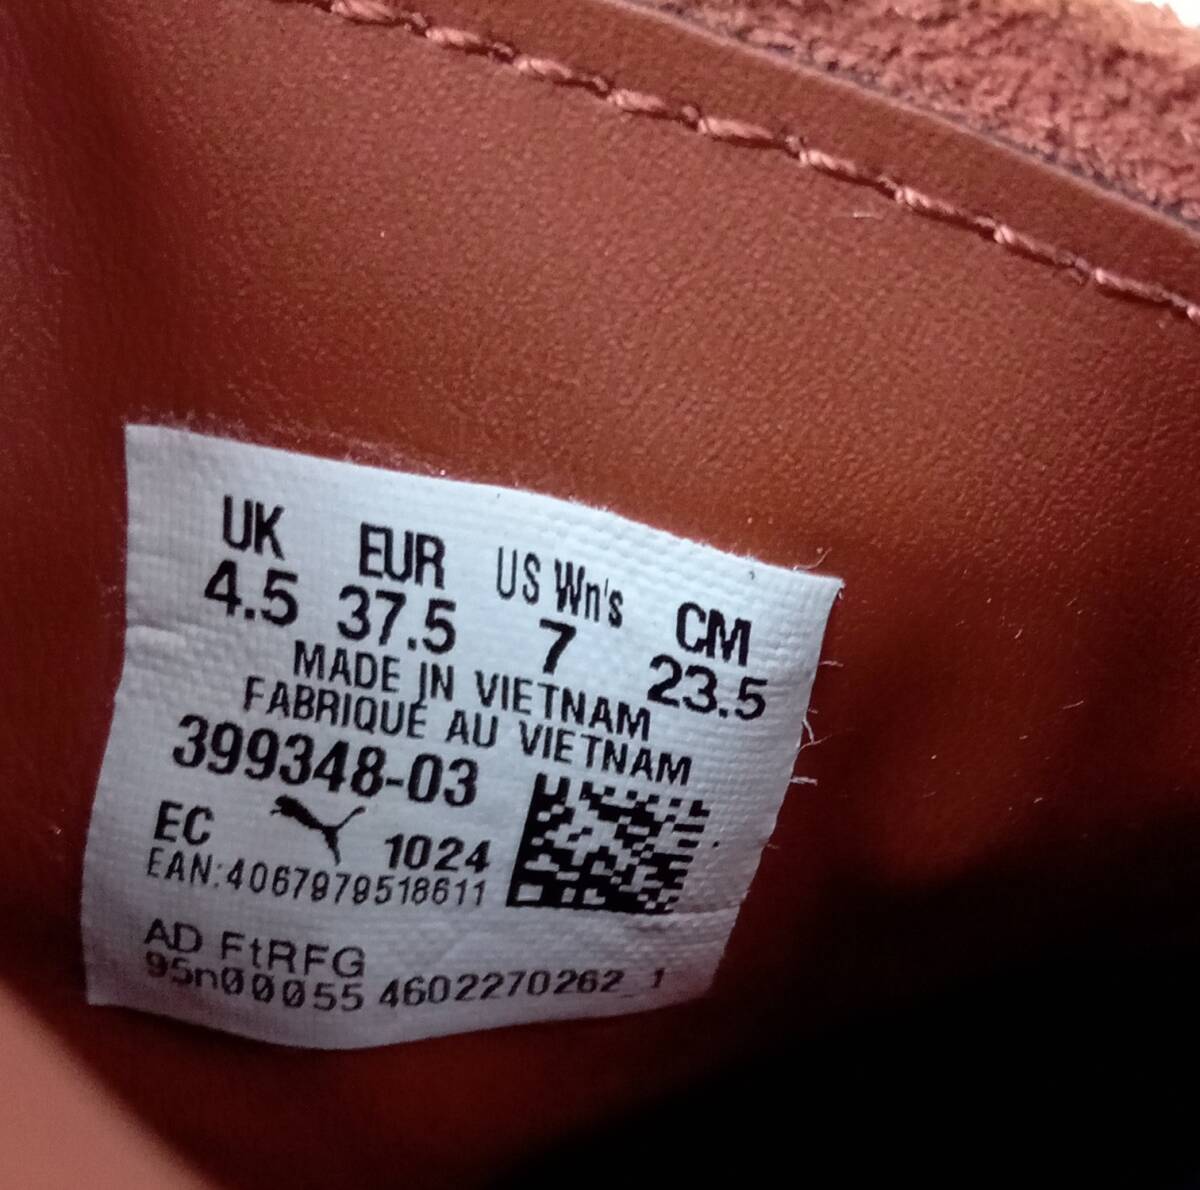 UK EUR US Wn's CM
4.5 37.5 7 23.5
MADE IN VIETNAM
FABRIQUÉ AU VIETNAM
399348-03
EC 1024
EAN:4067979518611
AD FtRFG
95n00055 4602270262_1